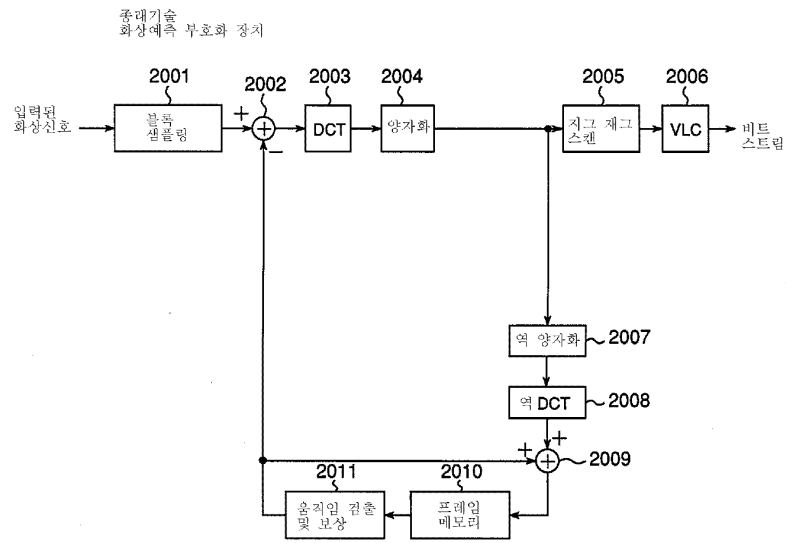 종래기술
화상예측 부호화 장치
2001
2002
2003
2004
2005
2006
입력된
화상신호
블록
샘플링
+
+
−
DCT
양자화
지그 재그
스캔
VLC
비트
스트림
역 양자화
2007
역 DCT
2008
+
+
+
2009
2011
2010
움직임 검출
및 보상
프레임
메모리